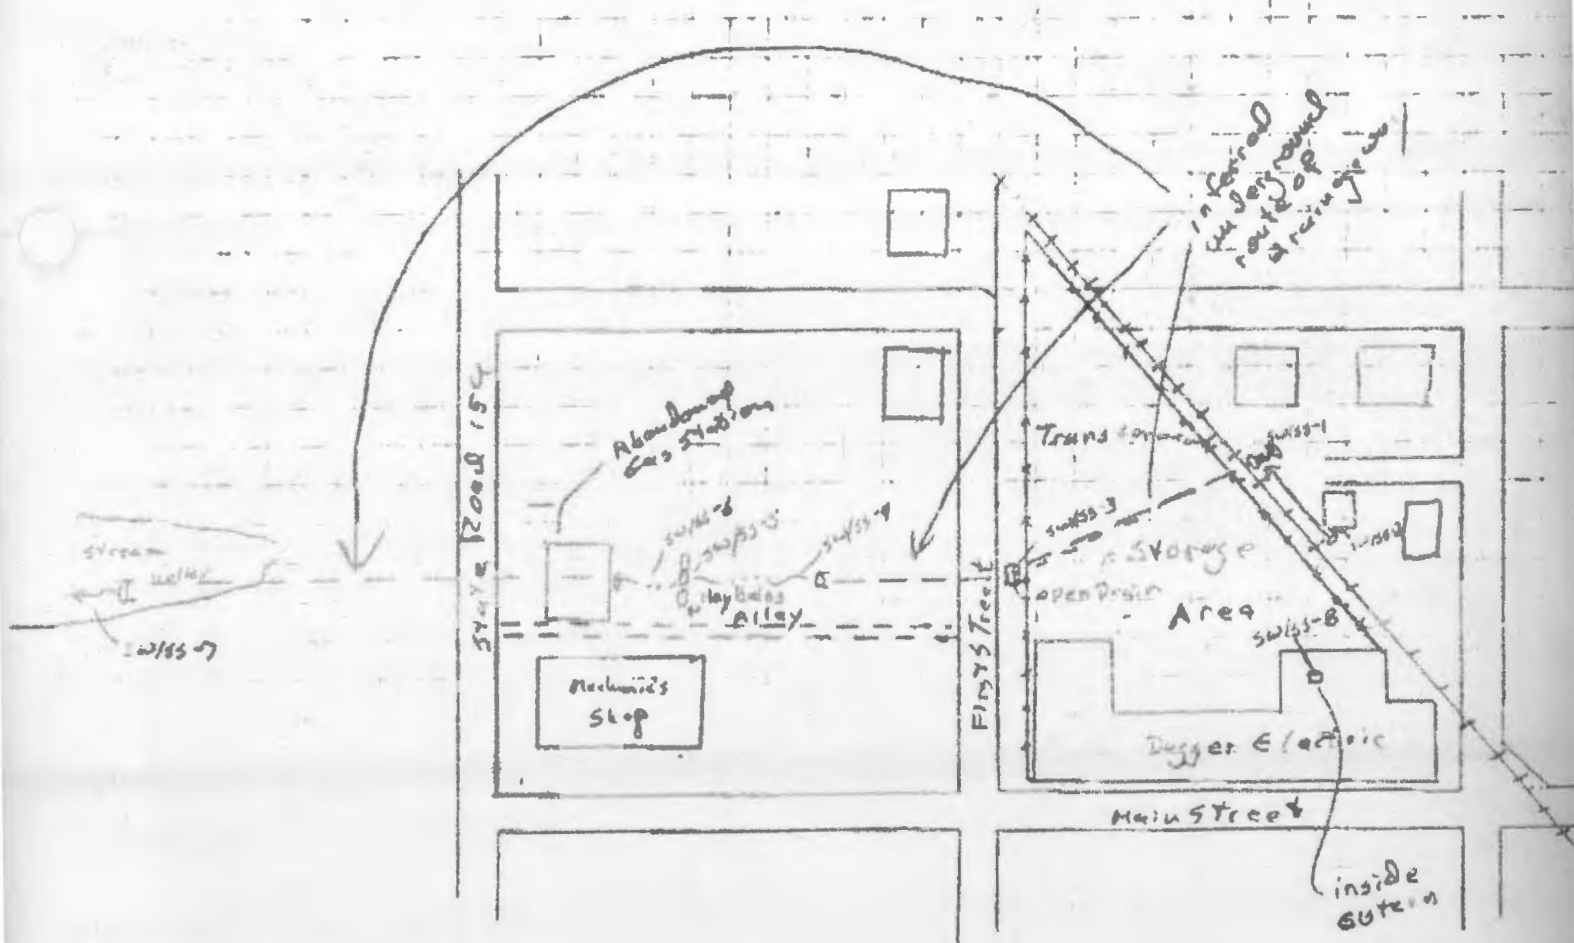 Inferred
underground
route of
drainage
State Road 159
Abandoned
Gas Station
Transformer
SW/SS-1
SW/SS-6
SW/SS-5
SW/SS-4
SW/SS-3
SW/SS-2
Stream
Valley
Storage
Open Drain
Area
Hay Bales
Alley
SW/SS-8
SW/SS-7
Mechanic's
Shop
First Street
Dugger Electric
Main Street
inside